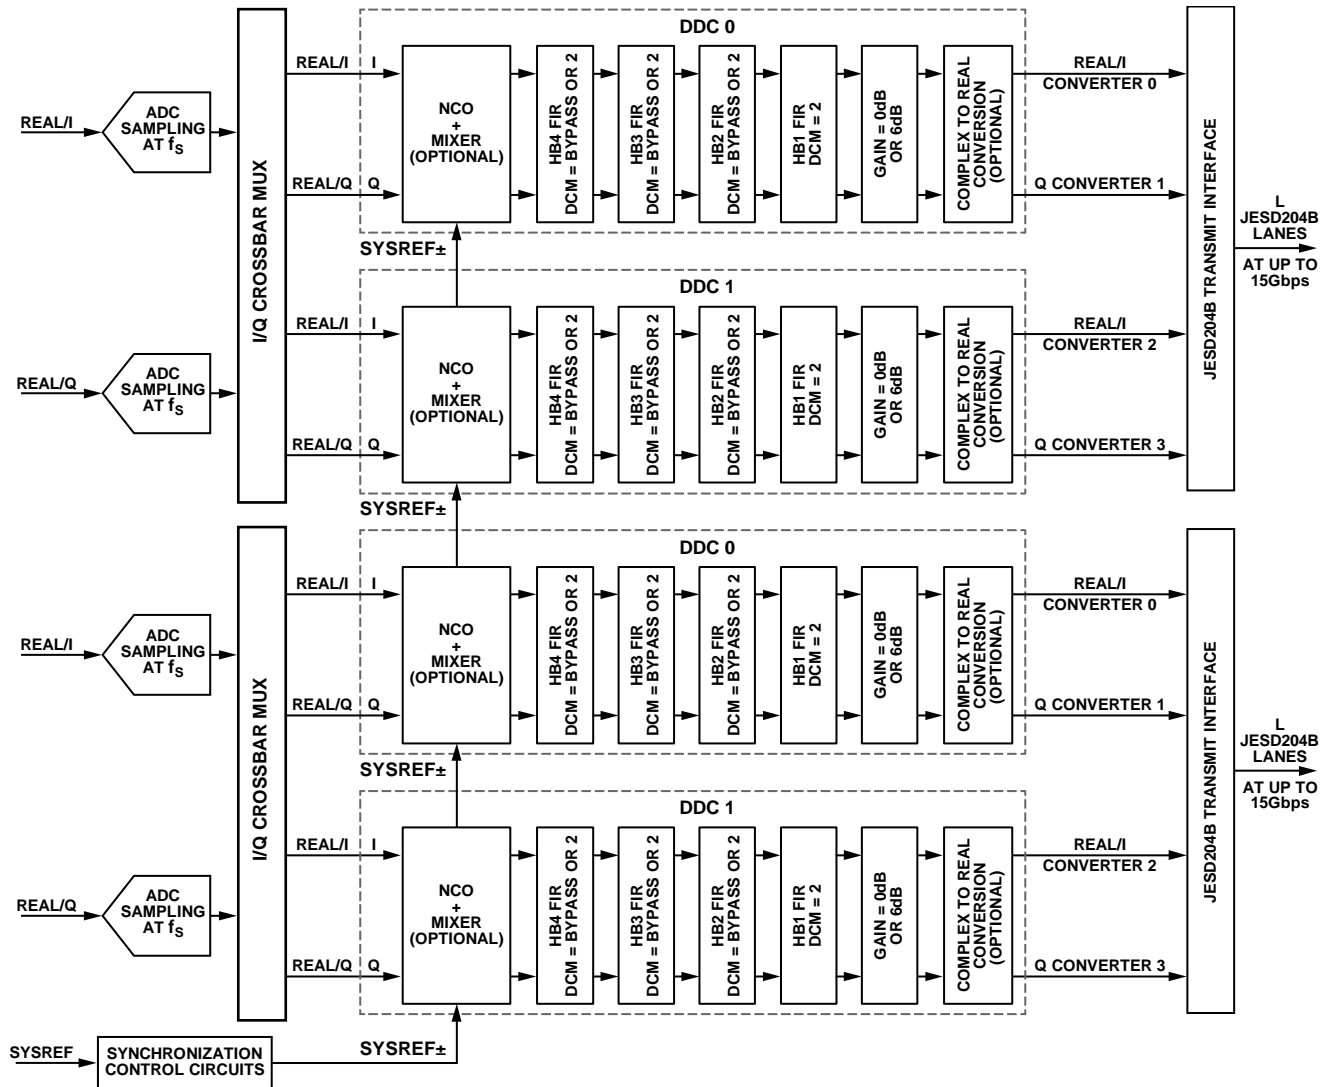 DDC 0
REAL/I
ADC
SAMPLING
AT fS
I/Q CROSSBAR MUX
REAL/I I
REAL/Q Q
NCO
+
MIXER
(OPTIONAL)
HB4 FIR
DCM = BYPASS OR 2
HB3 FIR
DCM = BYPASS OR 2
HB2 FIR
DCM = BYPASS OR 2
HB1 FIR
DCM = 2
GAIN = 0dB
OR 6dB
COMPLEX TO REAL
CONVERSION
(OPTIONAL)
REAL/I
CONVERTER 0
Q CONVERTER 1
JESD204B TRANSMIT INTERFACE
L
JESD204B
LANES
AT UP TO
15Gbps
SYSREF±
DDC 1
REAL/Q
ADC
SAMPLING
AT fS
REAL/I I
REAL/Q Q
NCO
+
MIXER
(OPTIONAL)
HB4 FIR
DCM = BYPASS OR 2
HB3 FIR
DCM = BYPASS OR 2
HB2 FIR
DCM = BYPASS OR 2
HB1 FIR
DCM = 2
GAIN = 0dB
OR 6dB
COMPLEX TO REAL
CONVERSION
(OPTIONAL)
REAL/I
CONVERTER 2
Q CONVERTER 3
SYSREF±
DDC 0
REAL/I
ADC
SAMPLING
AT fS
I/Q CROSSBAR MUX
REAL/I I
REAL/Q Q
NCO
+
MIXER
(OPTIONAL)
HB4 FIR
DCM = BYPASS OR 2
HB3 FIR
DCM = BYPASS OR 2
HB2 FIR
DCM = BYPASS OR 2
HB1 FIR
DCM = 2
GAIN = 0dB
OR 6dB
COMPLEX TO REAL
CONVERSION
(OPTIONAL)
REAL/I
CONVERTER 0
Q CONVERTER 1
JESD204B TRANSMIT INTERFACE
L
JESD204B
LANES
AT UP TO
15Gbps
SYSREF±
DDC 1
REAL/Q
ADC
SAMPLING
AT fS
REAL/I I
REAL/Q Q
NCO
+
MIXER
(OPTIONAL)
HB4 FIR
DCM = BYPASS OR 2
HB3 FIR
DCM = BYPASS OR 2
HB2 FIR
DCM = BYPASS OR 2
HB1 FIR
DCM = 2
GAIN = 0dB
OR 6dB
COMPLEX TO REAL
CONVERSION
(OPTIONAL)
REAL/I
CONVERTER 2
Q CONVERTER 3
SYSREF
SYNCHRONIZATION
CONTROL CIRCUITS
SYSREF±